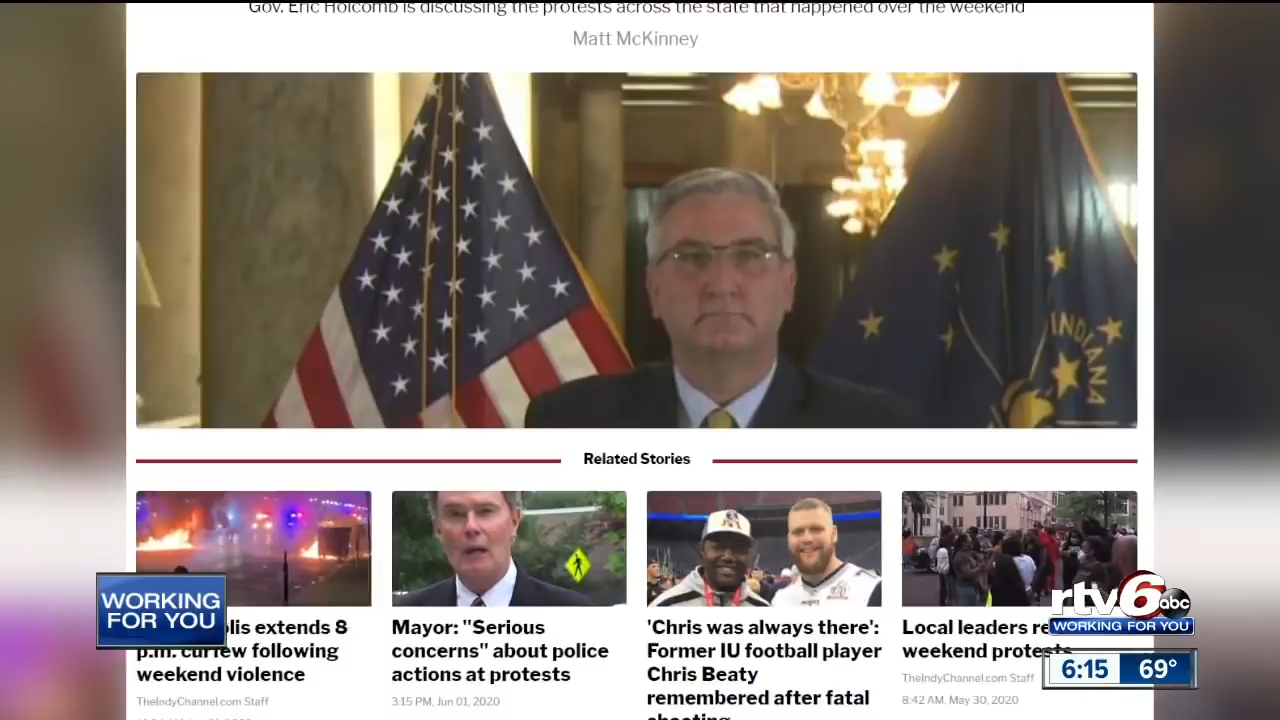 Gov. Eric Holcomb is discussing the protests across the state that happened over the weekend
Matt McKinney
INDIANA
Related Stories
lis extends 8
p.m. curfew following
weekend violence
TheIndyChannel.com Staff
Mayor: "Serious
concerns" about police
actions at protests
3:15 PM, Jun 01, 2020
'Chris was always there':
Former IU football player
Chris Beaty
remembered after fatal
shooting
Local leaders re
weekend protests
TheIndyChannel.com Staff
8:42 AM, May 30, 2020
WORKING
FOR YOU
rtv6 abc
WORKING FOR YOU
6:15 69°